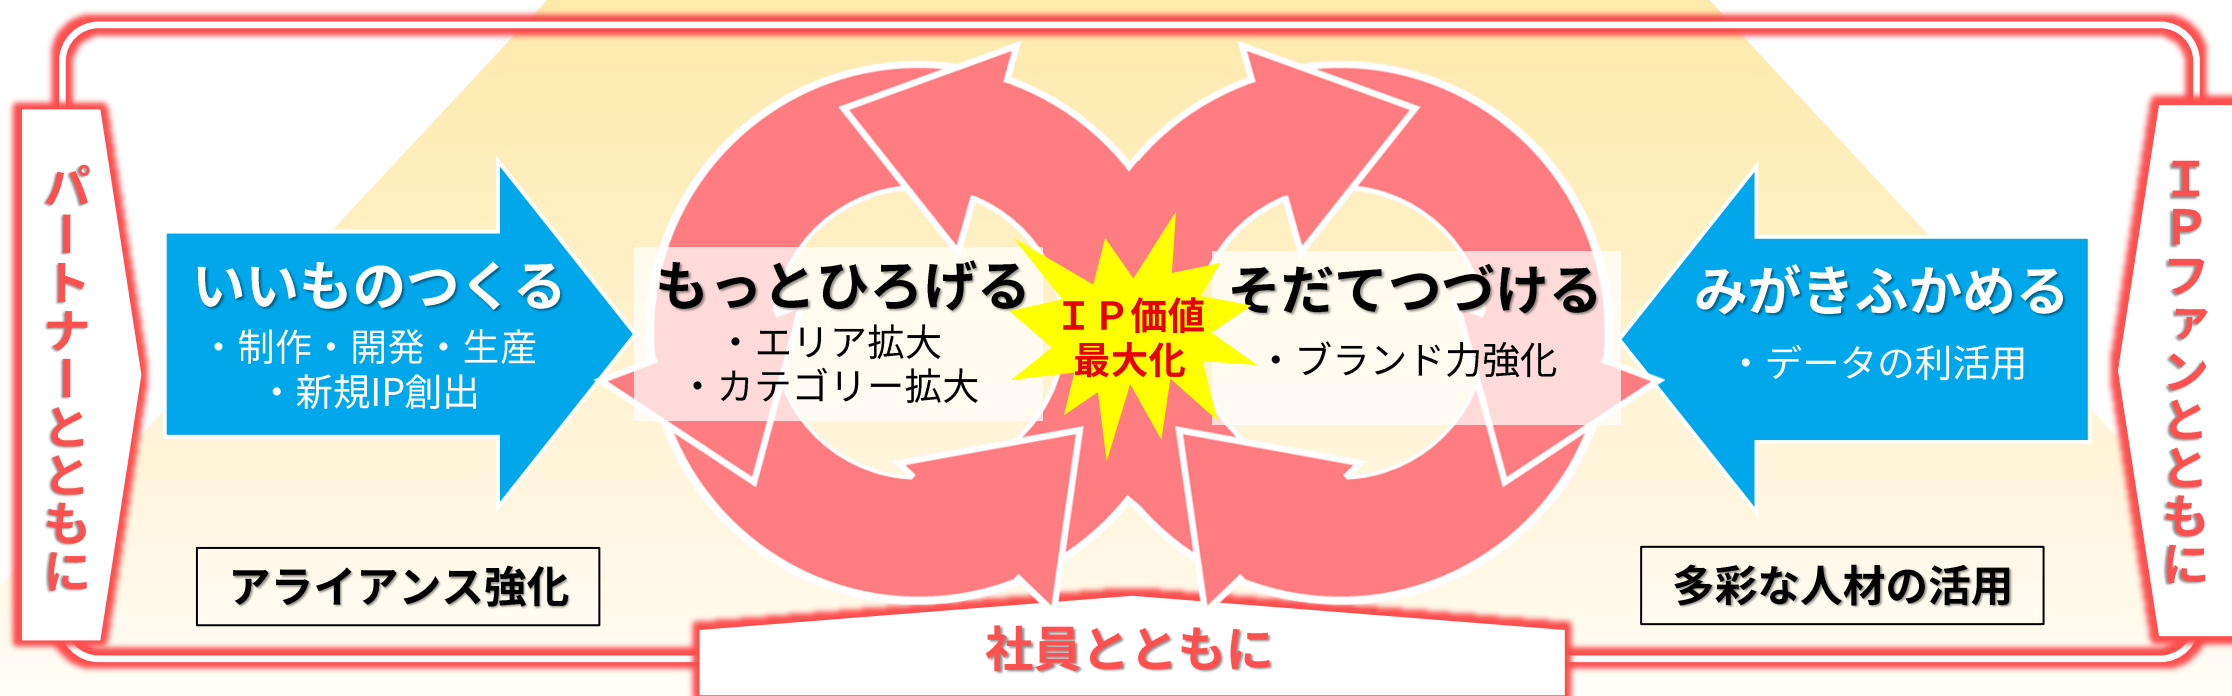 パートナーとともに
いいものつくる
・制作・開発・生産
・新規IP創出
アライアンス強化
もっとひろげる
・エリア拡大
・カテゴリー拡大
ＩＰ価値
最大化
そだてつづける
・ブランド力強化
みがきふかめる
・データの利活用
多彩な人材の活用
ＩＰファンとともに
社員とともに